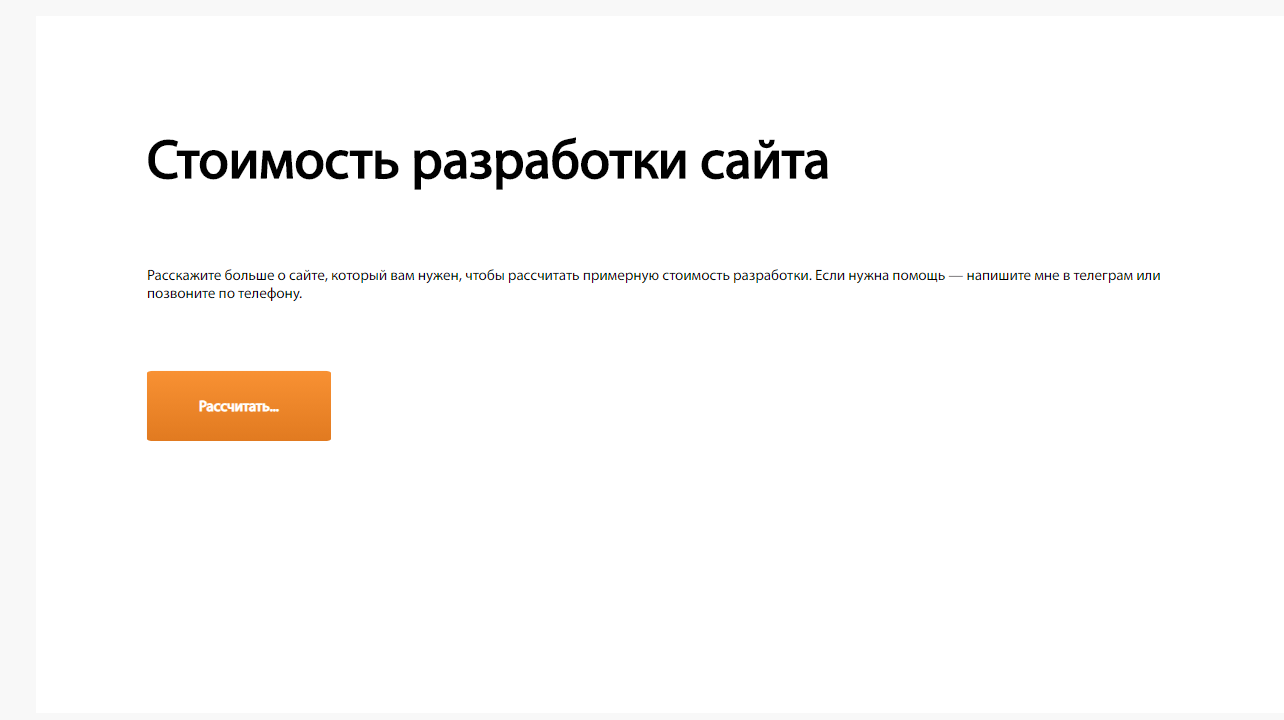 Стоимость разработки сайта
Расскажите больше о сайте, который вам нужен, чтобы рассчитать примерную стоимость разработки. Если нужна помощь — напишите мне в телеграм или
позвоните по телефону.
Рассчитать...